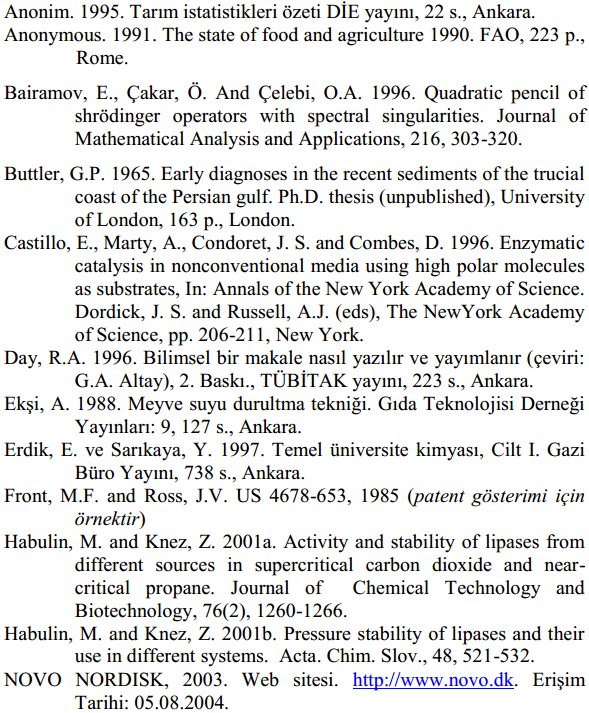 Anonim. 1995. Tarım istatistikleri özeti DİE yayını, 22 s., Ankara.
Anonymous. 1991. The state of food and agriculture 1990. FAO, 223 p.,
Rome.
Bairamov, E., Çakar, Ö. And Çelebi, O.A. 1996. Quadratic pencil of
shrödinger operators with spectral singularities. Journal of
Mathematical Analysis and Applications, 216, 303-320.
Buttler, G.P. 1965. Early diagnoses in the recent sediments of the trucial
coast of the Persian gulf. Ph.D. thesis (unpublished), University
of London, 163 p., London.
Castillo, E., Marty, A., Condoret, J. S. and Combes, D. 1996. Enzymatic
catalysis in nonconventional media using high polar molecules
as substrates, In: Annals of the New York Academy of Science.
Dordick, J. S. and Russell, A.J. (eds), The NewYork Academy
of Science, pp. 206-211, New York.
Day, R.A. 1996. Bilimsel bir makale nasıl yazılır ve yayımlanır (çeviri:
G.A. Altay), 2. Baskı., TÜBİTAK yayını, 223 s., Ankara.
Ekşi, A. 1988. Meyve suyu durultma tekniği. Gıda Teknolojisi Derneği
Yayınları: 9, 127 s., Ankara.
Erdik, E. ve Sarıkaya, Y. 1997. Temel üniversite kimyası, Cilt I. Gazi
Büro Yayını, 738 s., Ankara.
Front, M.F. and Ross, J.V. US 4678-653, 1985 (patent gösterimi için
örnektir)
Habulin, M. and Knez, Z. 2001a. Activity and stability of lipases from
different sources in supercritical carbon dioxide and near-
critical propane. Journal of Chemical Technology and
Biotechnology, 76(2), 1260-1266.
Habulin, M. and Knez, Z. 2001b. Pressure stability of lipases and their
use in different systems. Acta. Chim. Slov., 48, 521-532.
NOVO NORDISK, 2003. Web sitesi. http://www.novo.dk. Erişim
Tarihi: 05.08.2004.